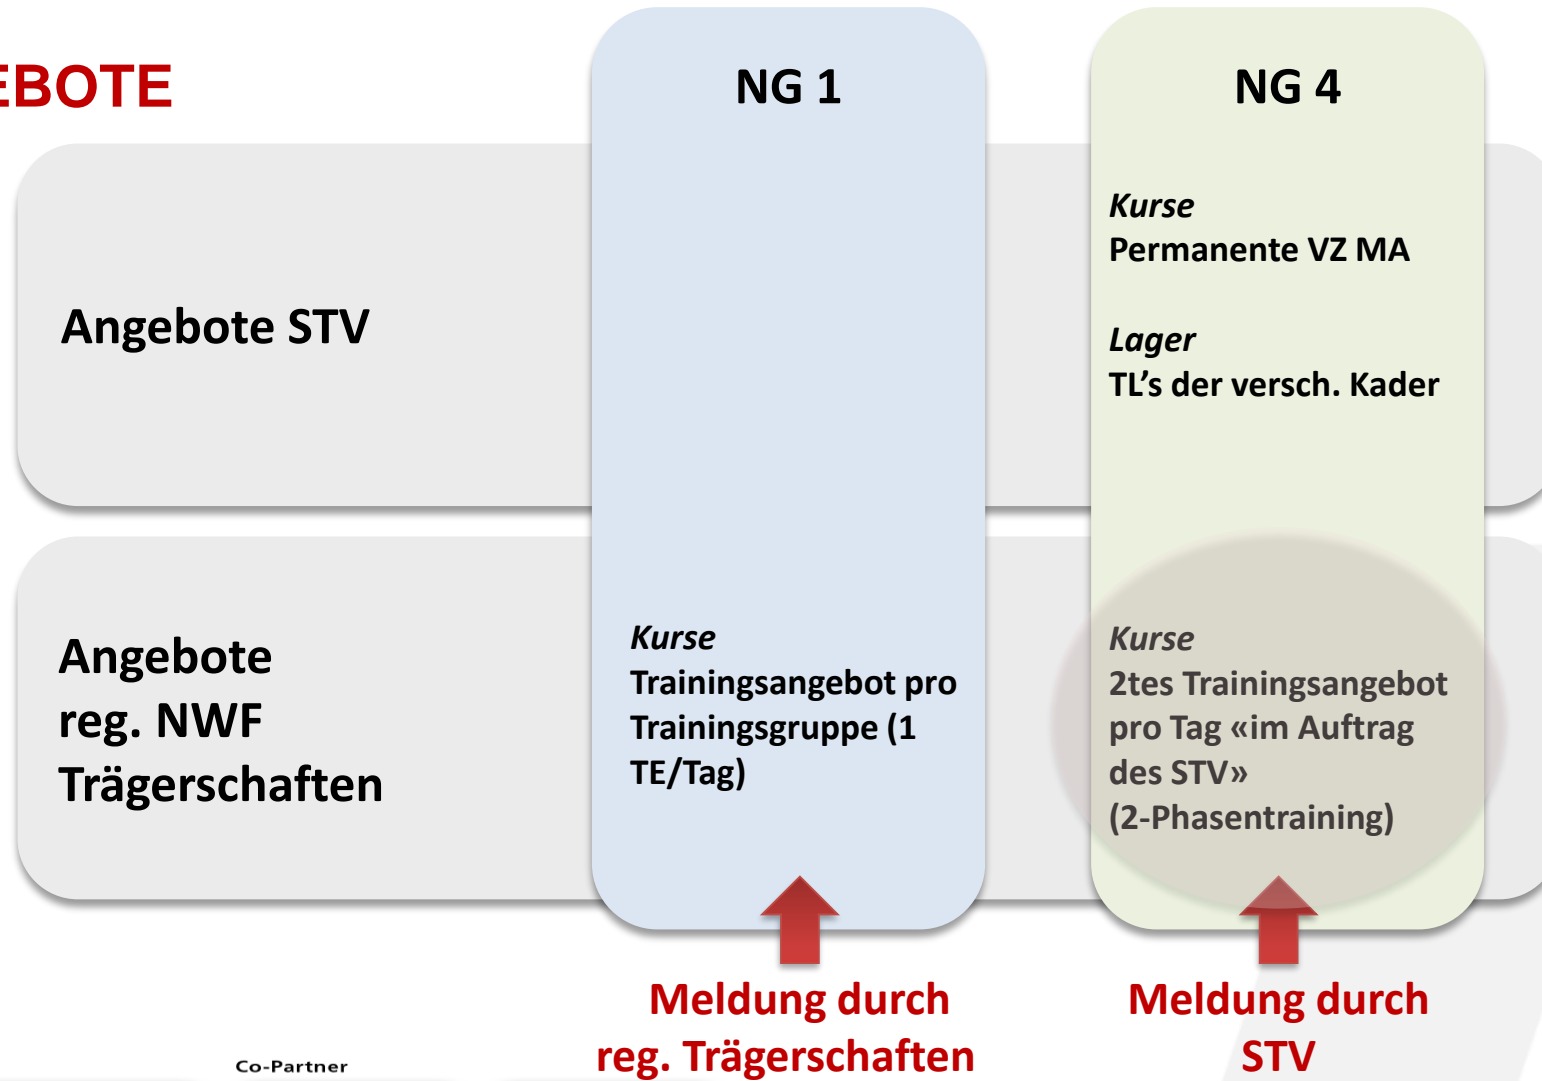 EBOTE
NG 1
NG 4
Angebote STV
Kurse
Permanente VZ MA
Lager
TL’s der versch. Kader
Angebote
reg. NWF
Trägerschaften
Kurse
Trainingsangebot pro
Trainingsgruppe (1
TE/Tag)
Kurse
2tes Trainingsangebot
pro Tag «im Auftrag
des STV»
(2-Phasentraining)
Meldung durch
reg. Trägerschaften
Meldung durch
STV
Co-Partner